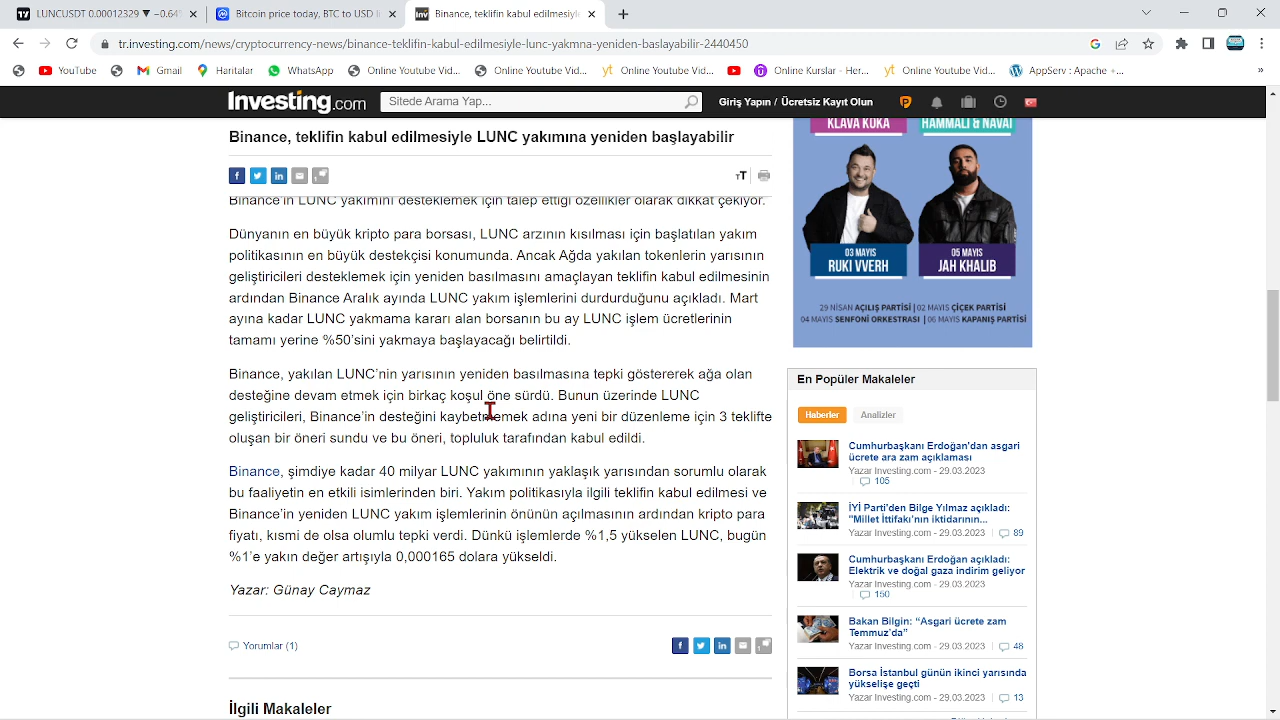 LUNCUSD 0.00012329 ▼ −0.64
Bitcoin price today, BTC to USD li
Binance, teklifin kabul edilmesiyle
tr.investing.com/news/cryptocurrency-news/binance-teklifin-kabul-edilmesiyle-lunc-yakmna-yeniden-baslayabilir-2440450
YouTube
Gmail
Haritalar
WhatsApp
Online Youtube Vid...
Online Youtube Vid...
yt Online Youtube Vid...
Online Kurslar - Her...
yt Online Youtube Vid...
AppServ : Apache +...
»
Investing.com
Sitede Arama Yap...
Giriş Yapın / Ücretsiz Kayıt Olun
Binance, teklifin kabul edilmesiyle LUNC yakımına yeniden başlayabilir
TT
Binance'in LUNC yakımını desteklemek için talep ettiği özellikler olarak dikkat çekiyor.
Dünyanın en büyük kripto para borsası, LUNC arzının kısılması için başlatılan yakım
politikasının en büyük destekçisi konumunda. Ancak Ağda yakılan tokenların yarısının
geliştiricileri desteklemek için yeniden basılmasını amaçlayan teklifin kabul edilmesinin
ardından Binance Aralık ayında LUNC yakım işlemlerini durdurduğunu açıkladı. Mart
ayında yeniden LUNC yakmama kararı alan borsanın bu ay LUNC işlem ücretlerinin
tamamı yerine %50'sini yakmaya başlayacağı belirtildi.
Binance, yakılan LUNC'nin yarısının yeniden basılmasına tepki göstererek ağa olan
desteğine devam etmek için birkaç koşul öne sürdü. Bunun üzerinde LUNC
geliştiricileri, Binance'in desteğini kaybetmemek adına yeni bir düzenleme için 3 teklifte
oluşan bir öneri sundu ve bu öneri, topluluk tarafından kabul edildi.
Binance, şimdiye kadar 40 milyar LUNC yakımının yaklaşık yarısından sorumlu olarak
bu faaliyetin en etkili isimlerinden biri. Yakım politikasıyla ilgili teklifin kabul edilmesi ve
Binance'in yeniden LUNC yakım işlemlerinin önünün açılmasının ardından kripto para
fiyatı da habere olumlu tepki verdi. Dünkü işlemlerde %1,5 yükselen LUNC, bugün
%1'e yakın değer artışıyla 0,000165 dolara yükseldi.
Yazar: Günay Caymaz
Yorumlar (1)
İlgili Makaleler
KLAVA KOKA
HAMMALI & NAVAI
03 MAYIS
RUKI VVERH
05 MAYIS
JAH KHALIB
29 NİSAN AÇILIŞ PARTİSİ | 02 MAYIS ÇİÇEK PARTİSİ
04 MAYIS SENFONİ ORKESTRASI | 06 MAYIS KAPANIŞ PARTİSİ
En Popüler Makaleler
Haberler
Analizler
Cumhurbaşkanı Erdoğan'dan asgari
ücrete ara zam açıklaması
Yazar Investing.com - 29.03.2023
105
İYİ Parti'den Bilge Yılmaz açıkladı:
"Millet İttifakı'nın iktidarının...
Yazar Investing.com - 29.03.2023
89
Cumhurbaşkanı Erdoğan açıkladı:
Elektrik ve doğal gaza indirim geliyor
Yazar Investing.com - 29.03.2023
150
Bakan Bilgin: “Asgari ücrete zam
Temmuz’da”
Yazar Investing.com - 29.03.2023
48
Borsa İstanbul günün ikinci yarısında
yükselişe geçti
Yazar Investing.com - 29.03.2023
13